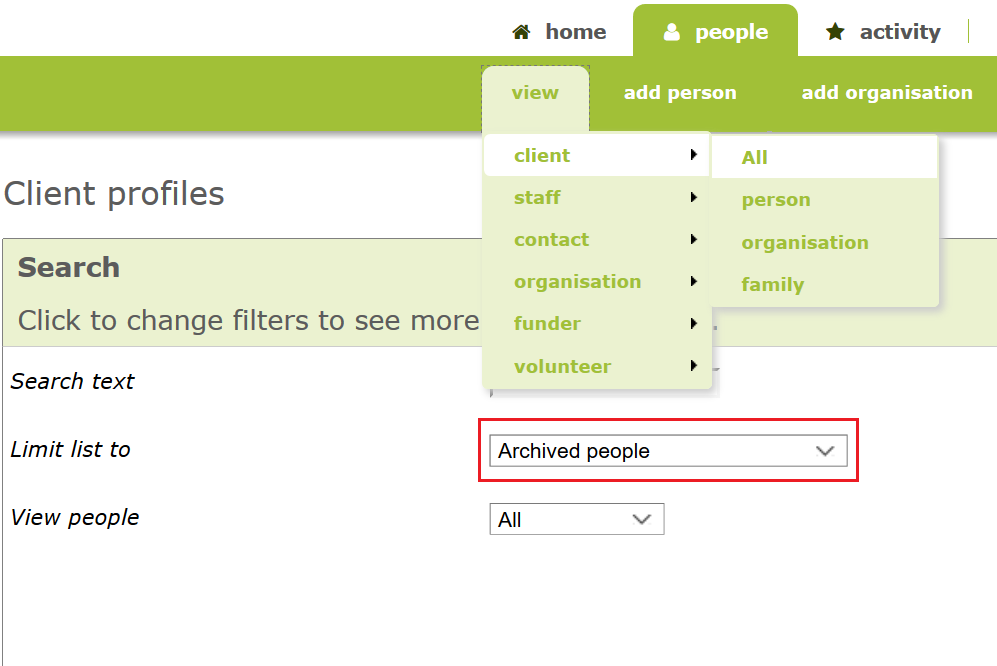 home people activity
view add person add organisation
client All
staff person
contact organisation
organisation family
funder
volunteer
Client profiles
Search
Click to change filters to see more .
Search text
Limit list to Archived people
View people All